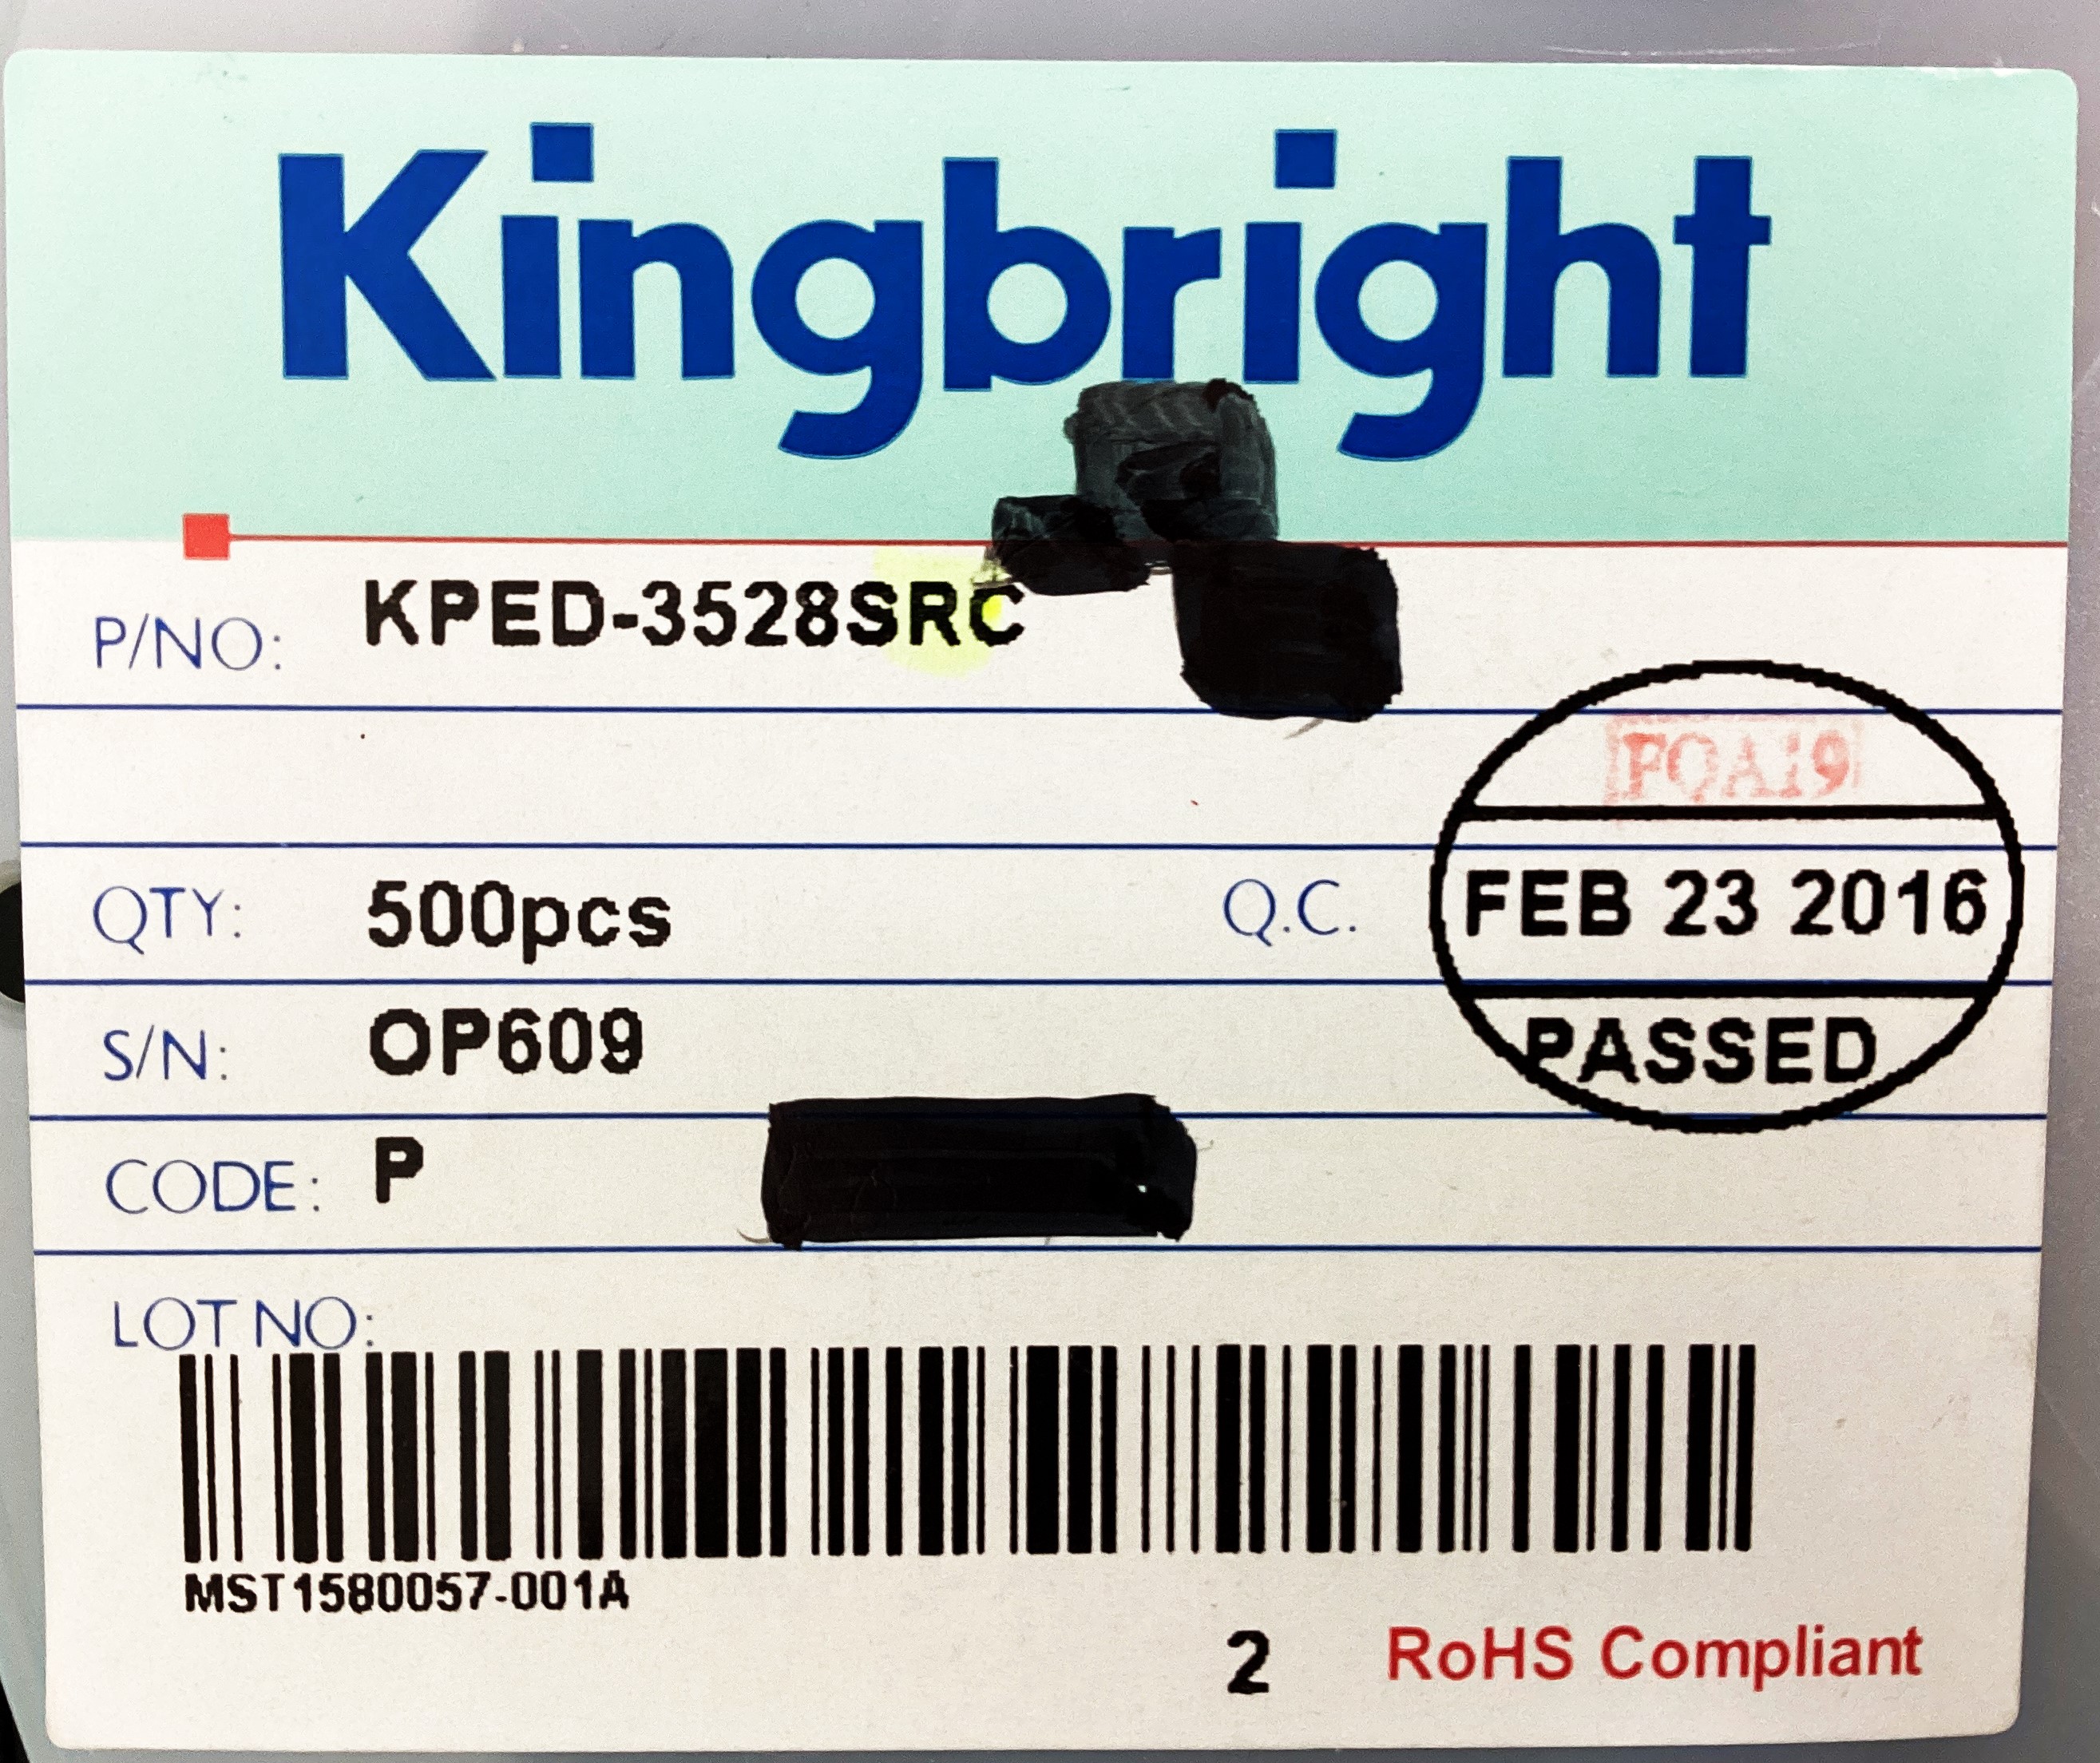 Kingbright
P/NO: KPED-3528SRC
FQA19
QTY: 500pcs Q.C. FEB 23 2016
S/N: OP609 PASSED
CODE: P
LOT NO:
MST1580057-001A
2 RoHS Compliant